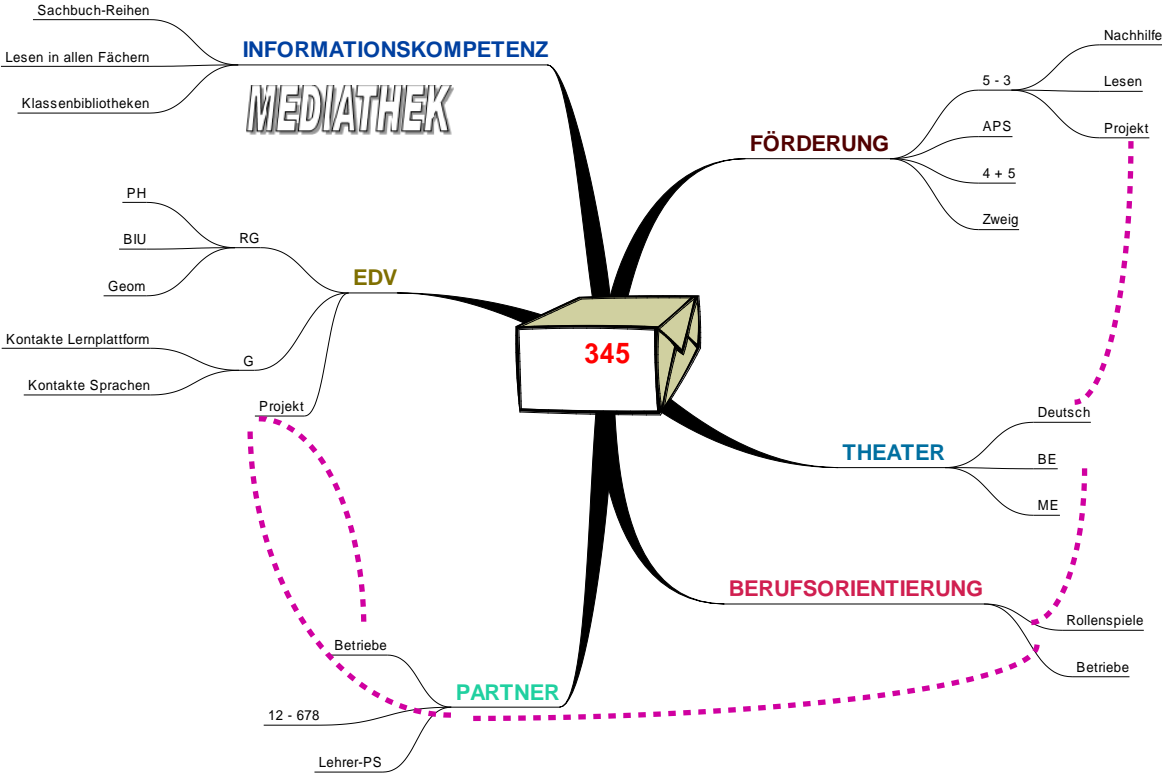 Sachbuch-Reihen
Lesen in allen Fächern
Klassenbibliotheken
INFORMATIONSKOMPETENZ
MEDIATHEK
FÖRDERUNG
5 - 3
Nachhilfe
Lesen
Projekt
APS
4 + 5
Zweig
PH
BIU
Geom
RG
EDV
Kontakte Lernplattform
Kontakte Sprachen
G
Projekt
345
THEATER
Deutsch
BE
ME
BERUFSORIENTIERUNG
Rollenspiele
Betriebe
PARTNER
Betriebe
12 - 678
Lehrer-PS